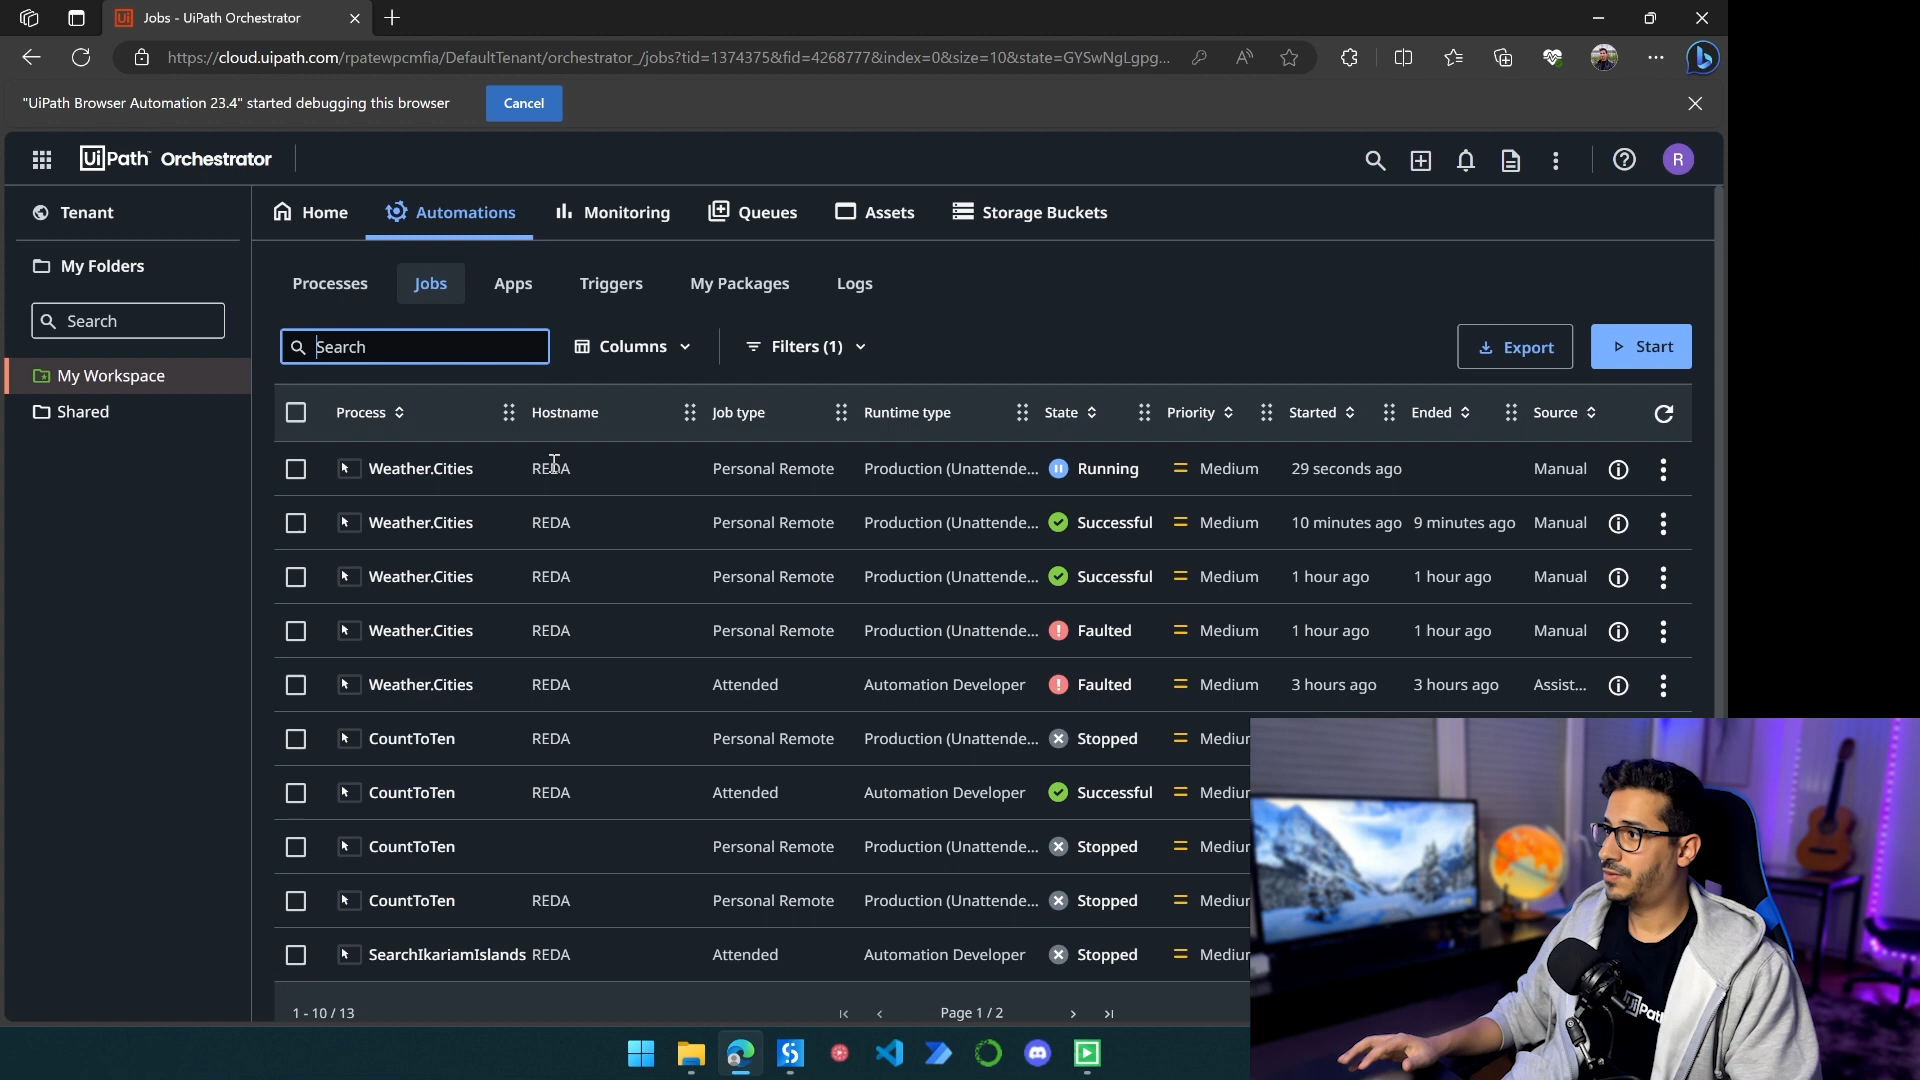 Jobs - UiPath Orchestrator
https://cloud.uipath.com/rpatewpcmfia/DefaultTenant/orchestrator_/jobs?tid=1374375&fid=4268777&index=0&size=10&state=GYSwNgLgpg...
"UiPath Browser Automation 23.4" started debugging this browser
Cancel
UiPath™ Orchestrator
R
Tenant
Home
Automations
Monitoring
Queues
Assets
Storage Buckets
My Folders
Search
My Workspace
Shared
Processes
Jobs
Apps
Triggers
My Packages
Logs
Search
Columns
Filters (1)
Export
Start
Process Hostname Job type Runtime type State Priority Started Ended Source
Weather.Cities REDA Personal Remote Production (Unattende... Running Medium 29 seconds ago Manual
Weather.Cities REDA Personal Remote Production (Unattende... Successful Medium 10 minutes ago 9 minutes ago Manual
Weather.Cities REDA Personal Remote Production (Unattende... Successful Medium 1 hour ago 1 hour ago Manual
Weather.Cities REDA Personal Remote Production (Unattende... Faulted Medium 1 hour ago 1 hour ago Manual
Weather.Cities REDA Attended Automation Developer Faulted Medium 3 hours ago 3 hours ago Assist...
CountToTen REDA Personal Remote Production (Unattende... Stopped
CountToTen REDA Attended Automation Developer Successful
CountToTen Personal Remote Production (Unattende... Stopped
CountToTen REDA Personal Remote Production (Unattende... Stopped
SearchIkariamIslands REDA Attended Automation Developer Stopped
1 - 10 / 13
Page 1 / 2